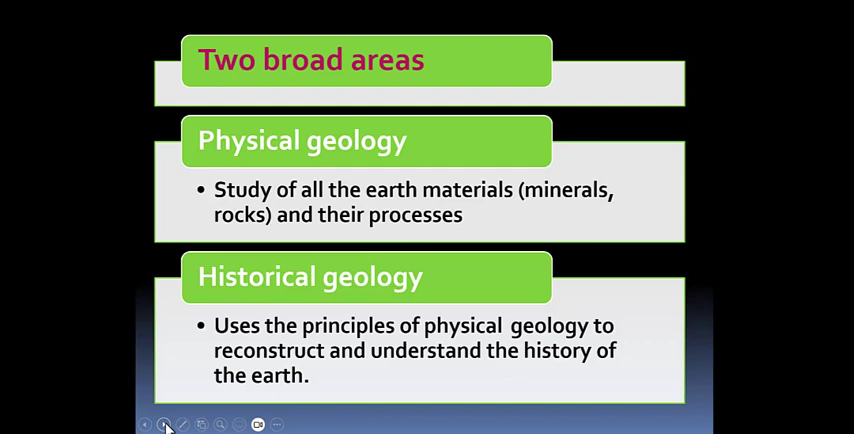 Two broad areas
Physical geology
• Study of all the earth materials (minerals,
rocks) and their processes
Historical geology
• Uses the principles of physical geology to
reconstruct and understand the history of
the earth.